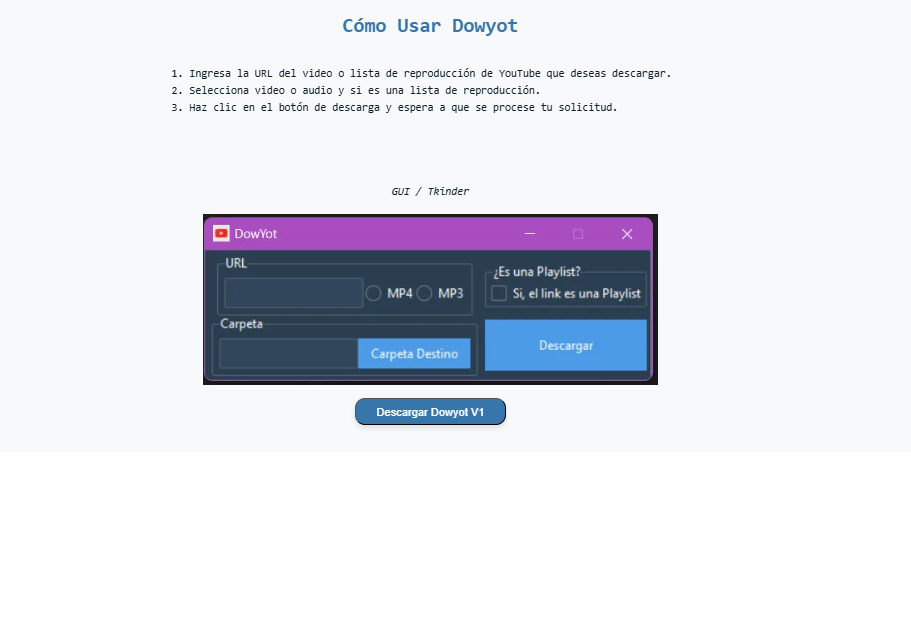 Cómo Usar Dowyot
1. Ingresa la URL del video o lista de reproducción de YouTube que deseas descargar.
2. Selecciona video o audio y si es una lista de reproducción.
3. Haz clic en el botón de descarga y espera a que se procese tu solicitud.
GUI / Tkinder
DowYot
URL
MP4 MP3
¿Es una Playlist?
Si, el link es una Playlist
Carpeta
Carpeta Destino
Descargar
Descargar Dowyot V1